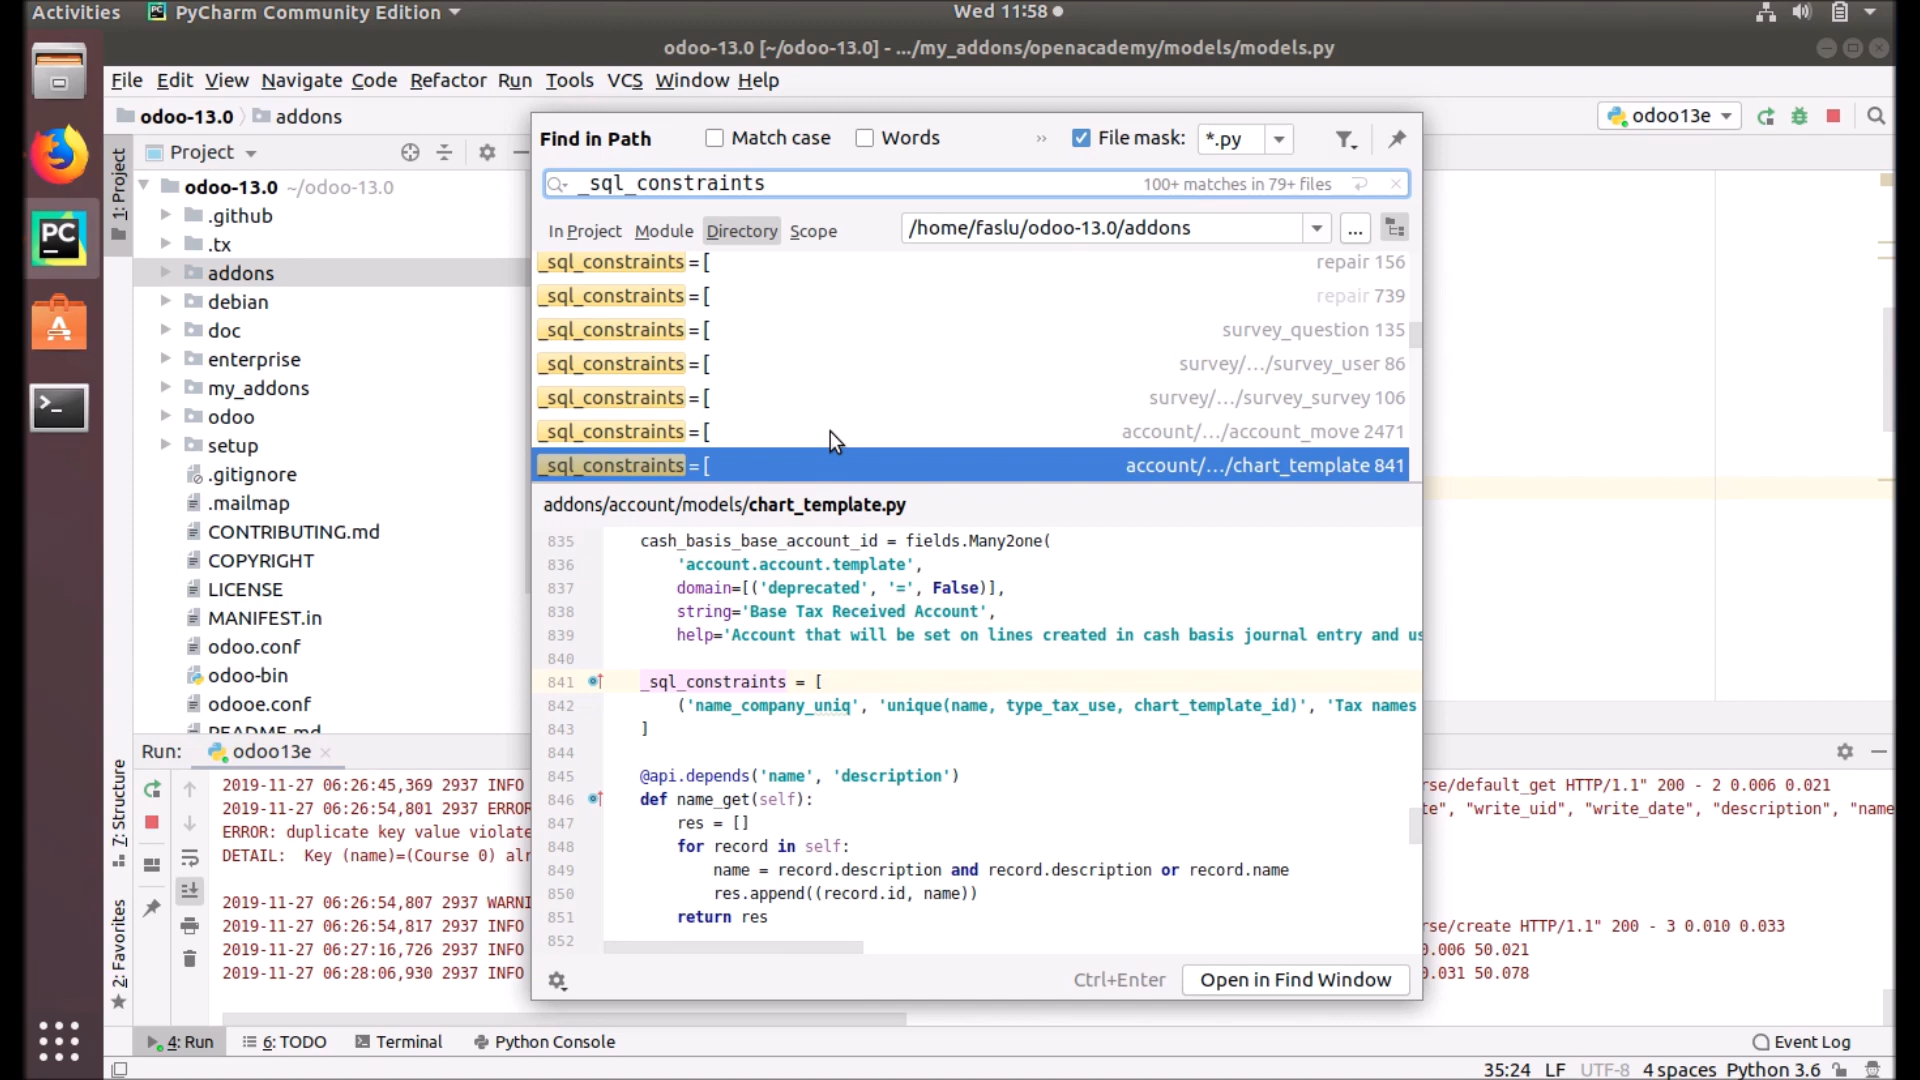 Activities PyCharm Community Edition Wed 11:58
odoo-13.0 [~/odoo-13.0] - .../my_addons/openacademy/models/models.py
File Edit View Navigate Code Refactor Run Tools VCS Window Help
odoo-13.0 addons odoo13e
Find in Path Match case Words » File mask: *.py
_sql_constraints 100+ matches in 79+ files
In Project Module Directory Scope /home/faslu/odoo-13.0/addons ...
_sql_constraints = [ repair 156
_sql_constraints = [ repair 739
_sql_constraints = [ survey_question 135
_sql_constraints = [ survey/.../survey_user 86
_sql_constraints = [ survey/.../survey_survey 106
_sql_constraints = [ account/.../account_move 2471
_sql_constraints = [ account/.../chart_template 841
addons/account/models/chart_template.py
835 cash_basis_base_account_id = fields.Many2one(
836 'account.account.template',
837 domain=[('deprecated', '=', False)],
838 string='Base Tax Received Account',
839 help='Account that will be set on lines created in cash basis journal entry and us
840
841 _sql_constraints = [
842 ('name_company_uniq', 'unique(name, type_tax_use, chart_template_id)', 'Tax names
843 ]
844
845 @api.depends('name', 'description')
846 def name_get(self):
847 res = []
848 for record in self:
849 name = record.description and record.description or record.name
850 res.append((record.id, name))
851 return res
852
Ctrl+Enter Open in Find Window
1: Project
Project
odoo-13.0 ~/odoo-13.0
.github
.tx
addons
debian
doc
enterprise
my_addons
odoo
setup
.gitignore
.mailmap
CONTRIBUTING.md
COPYRIGHT
LICENSE
MANIFEST.in
odoo.conf
odoo-bin
odooe.conf
README.md
7: Structure
2: Favorites
Run: odoo13e
2019-11-27 06:26:45,369 2937 INFO rse/default_get HTTP/1.1" 200 - 2 0.006 0.021
2019-11-27 06:26:54,801 2937 ERROR te", "write_uid", "write_date", "description", "name
ERROR: duplicate key value violate
DETAIL: Key (name)=(Course 0) alr
2019-11-27 06:26:54,807 2937 WARNI
2019-11-27 06:26:54,817 2937 INFO rse/create HTTP/1.1" 200 - 3 0.010 0.033
2019-11-27 06:27:16,726 2937 INFO 0.006 50.021
2019-11-27 06:28:06,930 2937 INFO 0.031 50.078
4: Run 6: TODO Terminal Python Console Event Log
35:24 LF UTF-8 4 spaces Python 3.6